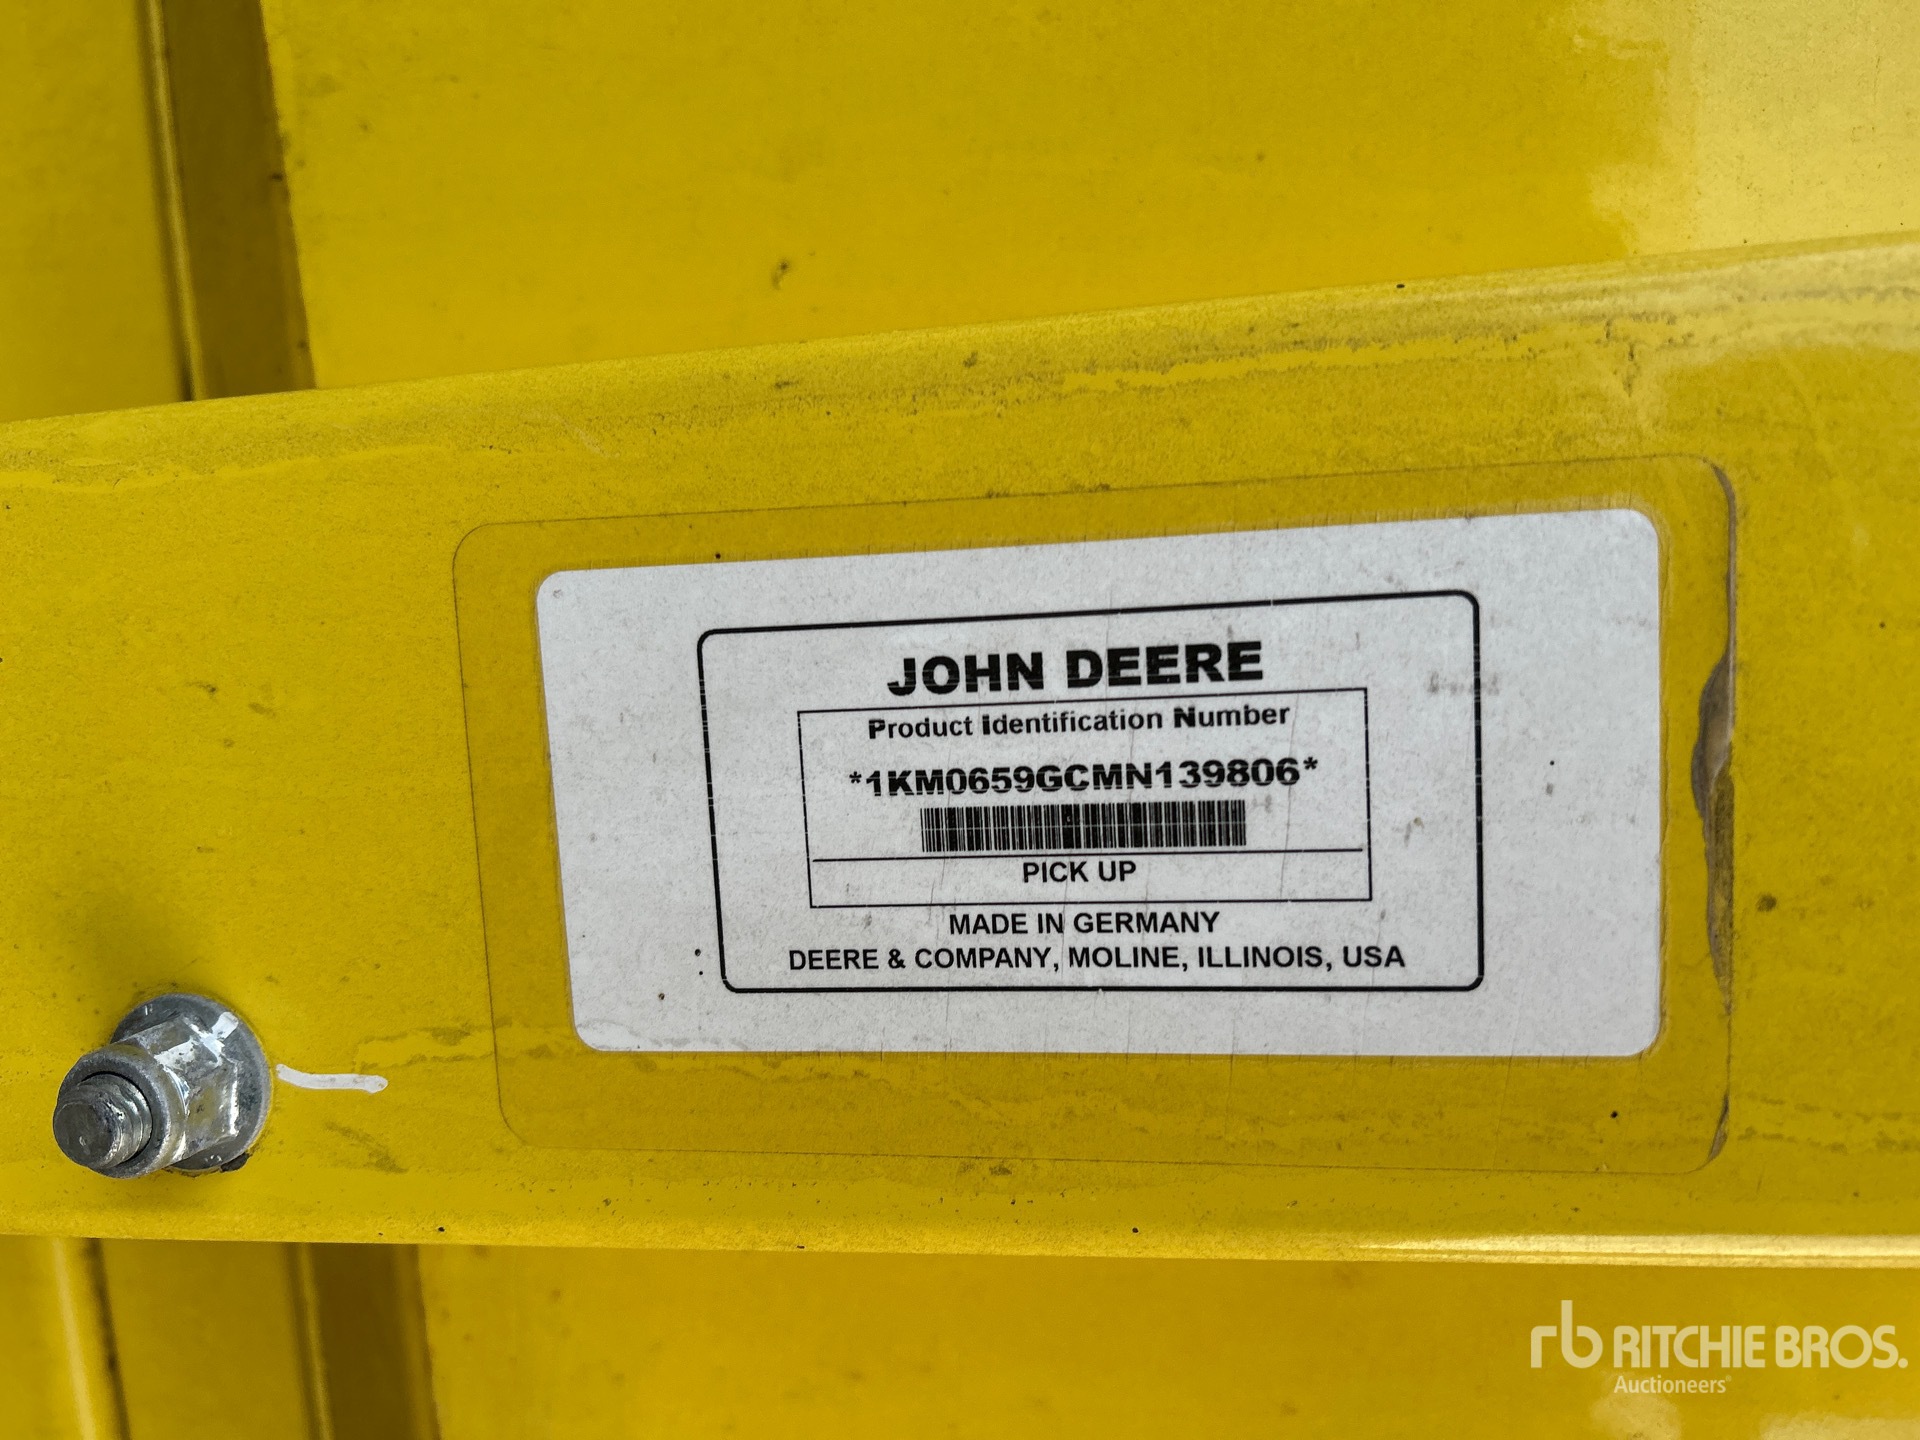 JOHN DEERE
Product Identification Number
*1KM0659GCMN139806*
PICK UP
MADE IN GERMANY
DEERE & COMPANY, MOLINE, ILLINOIS, USA
rb RITCHIE BROS.
Auctioneers